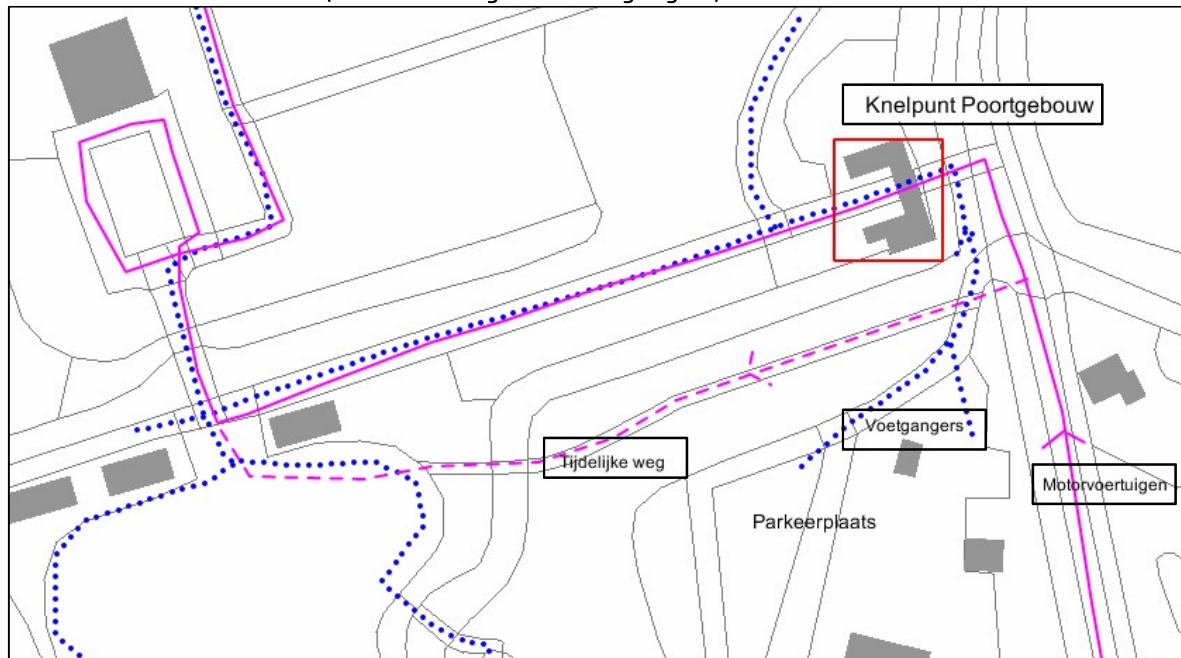 Knelpunt Poortgebouw
Voetgangers
Tijdelijke weg
Motorvoertuigen
Parkeerplaats